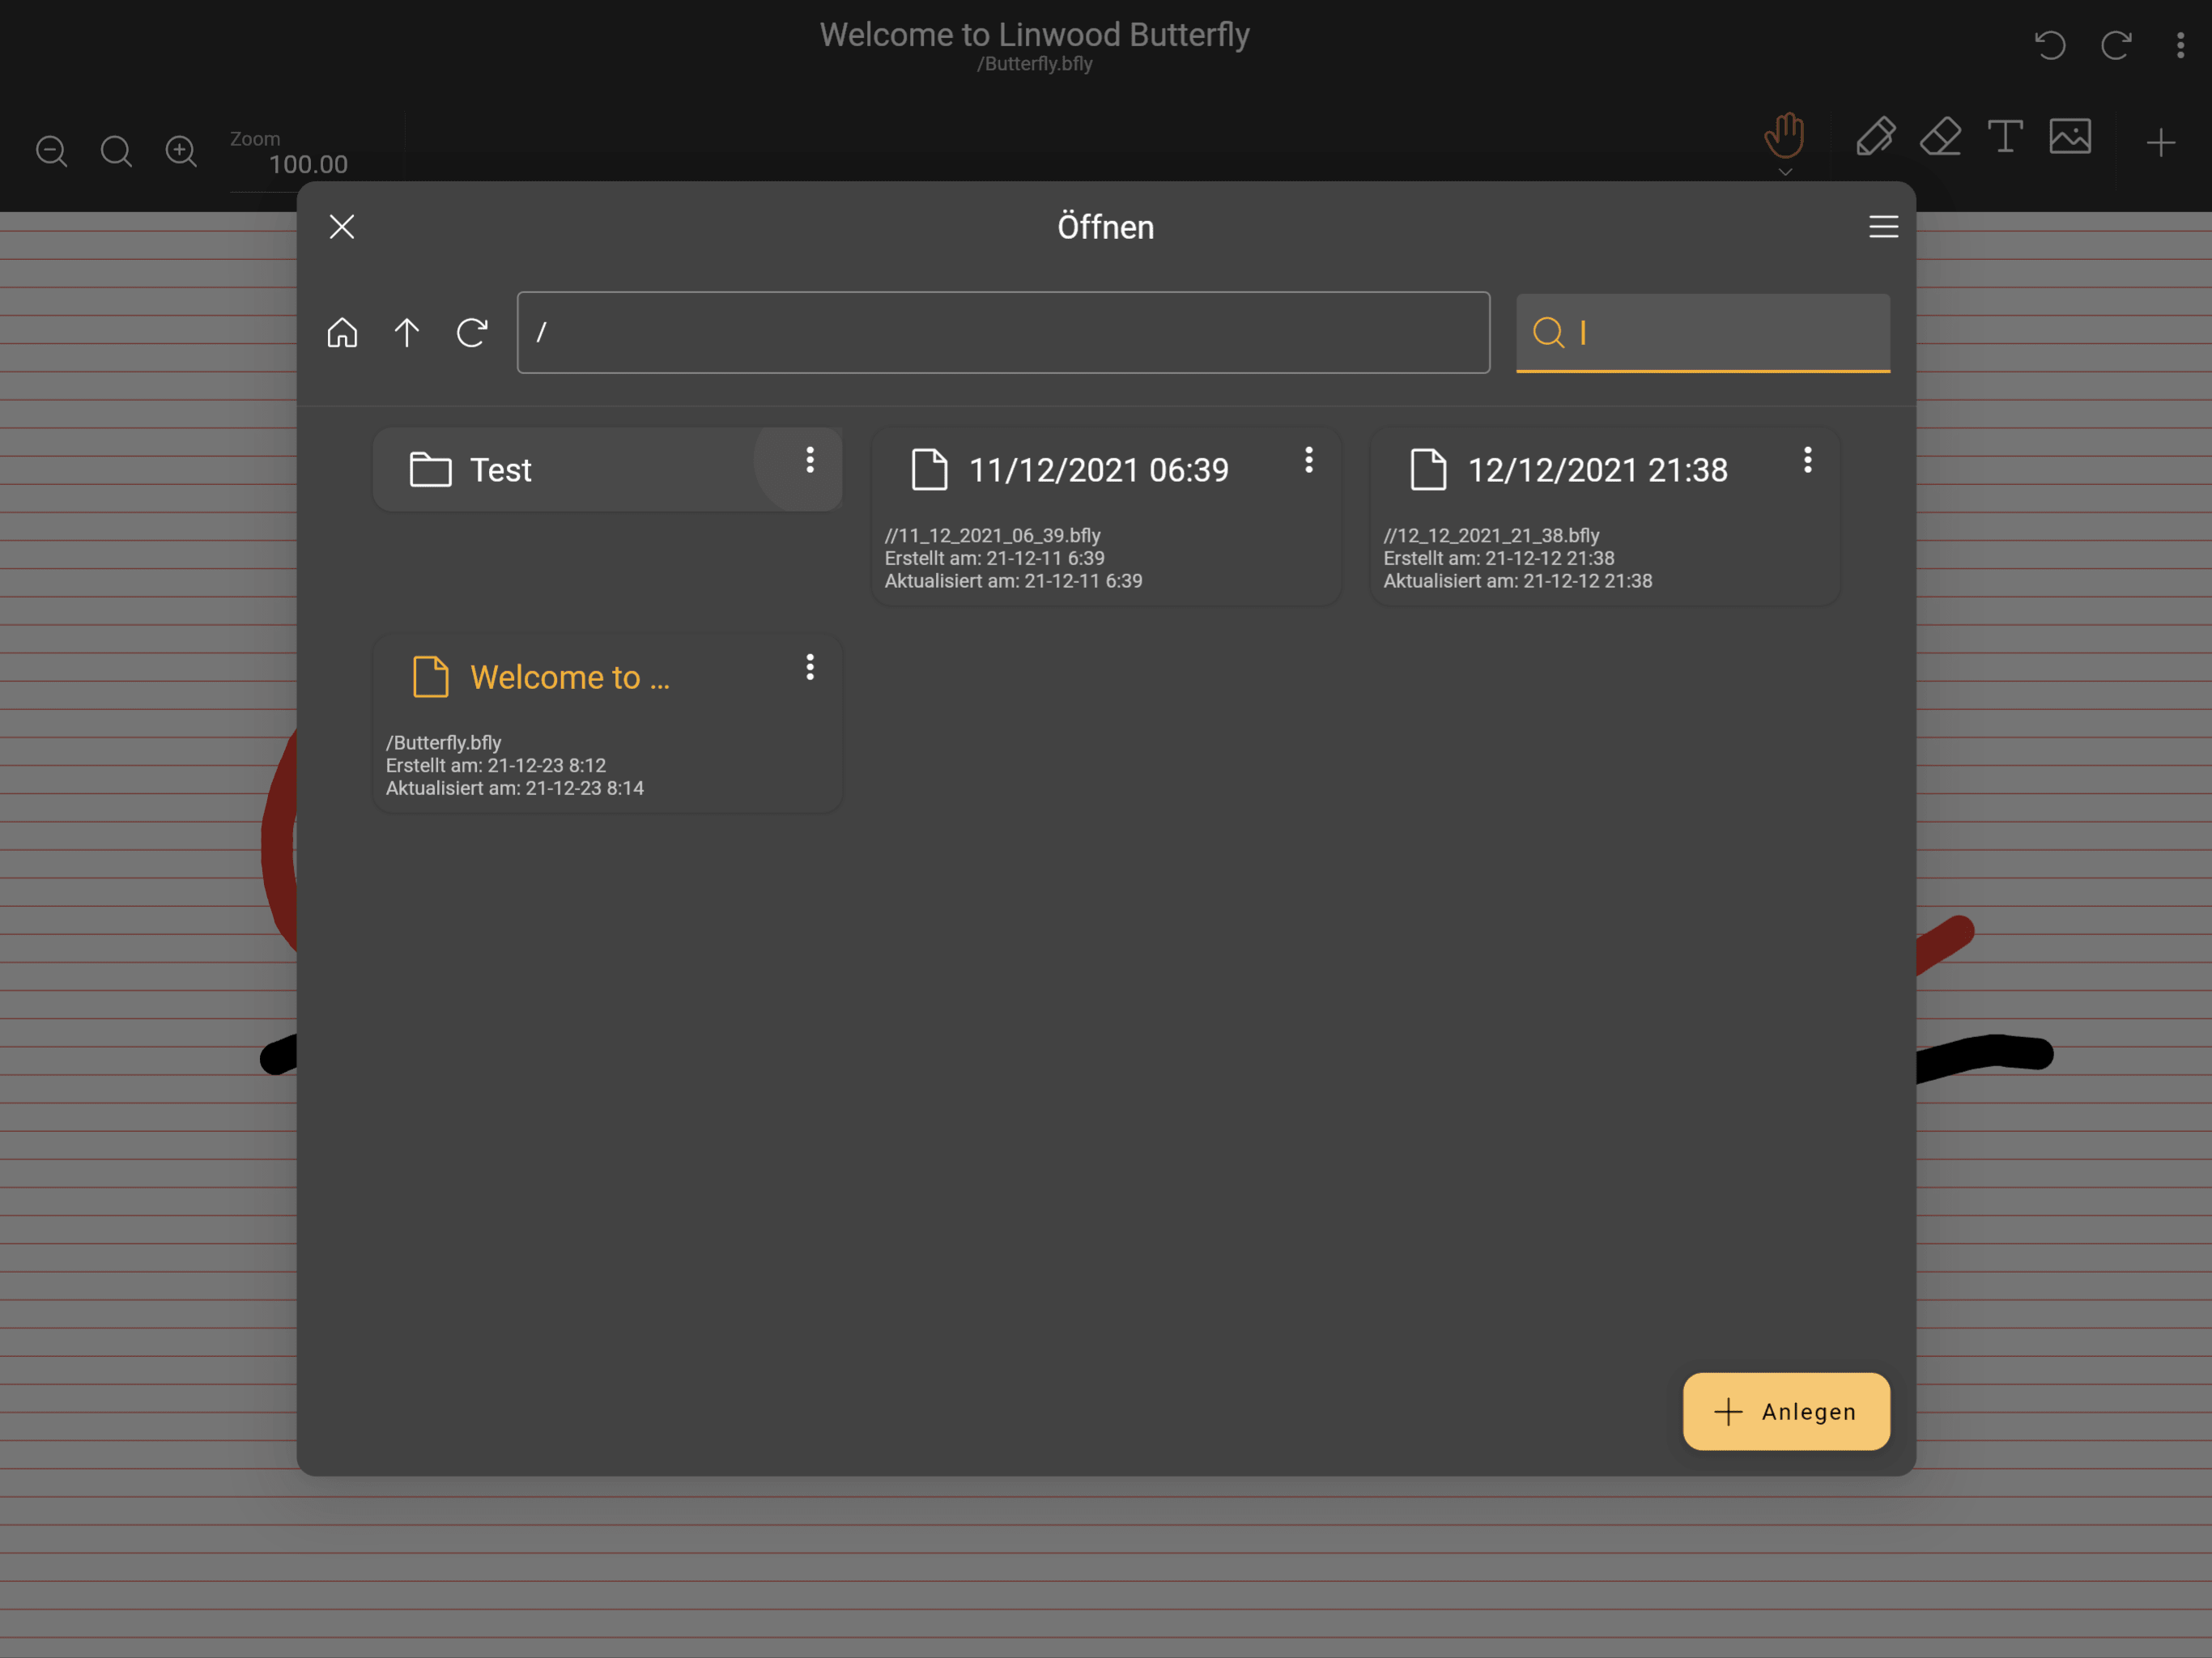 Welcome to Linwood Butterfly
/Butterfly.bfly
Zoom
100.00
Öffnen
/
Test
11/12/2021 06:39
//11_12_2021_06_39.bfly
Erstellt am: 21-12-11 6:39
Aktualisiert am: 21-12-11 6:39
12/12/2021 21:38
//12_12_2021_21_38.bfly
Erstellt am: 21-12-12 21:38
Aktualisiert am: 21-12-12 21:38
Welcome to ...
/Butterfly.bfly
Erstellt am: 21-12-23 8:12
Aktualisiert am: 21-12-23 8:14
Anlegen